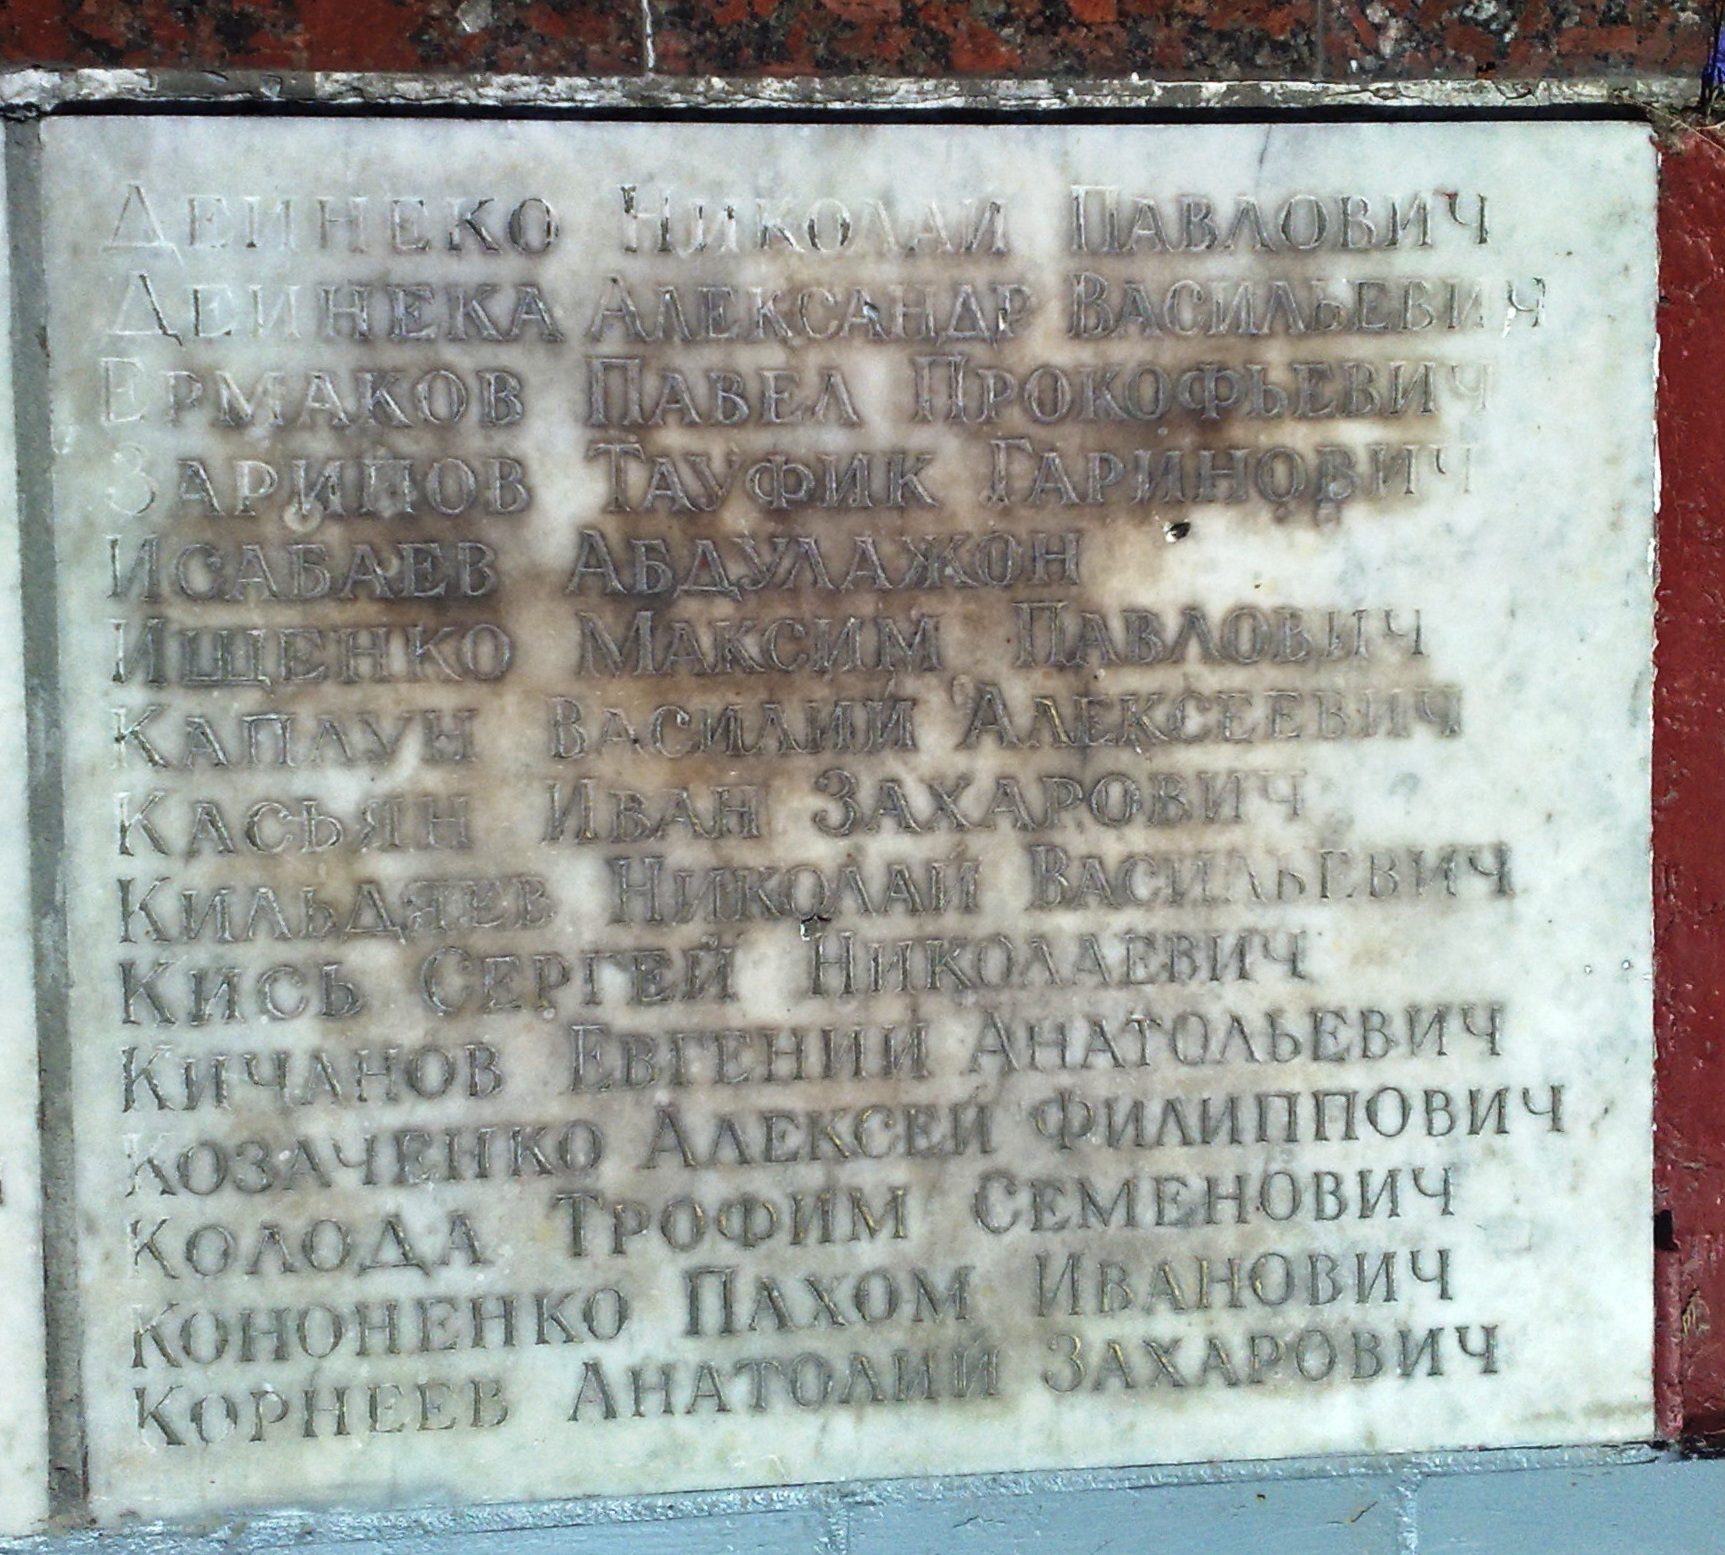 Дейнеко Николай Павлович
Дейнека Александр Васильевич
Ермаков Павел Прокофьевич
Зарипов Тауфик Гаринович
Исабаев Абдулажон
Ищенко Максим Павлович
Каплун Василий Алексеевич
Касьян Иван Захарович
Кильдяев Николай Васильевич
Кись Сергей Николаевич
Кичанов Евгений Анатольевич
Козаченко Алексей Филиппович
Колода Трофим Семенович
Кононенко Пахом Иванович
Корнеев Анатолий Захарович